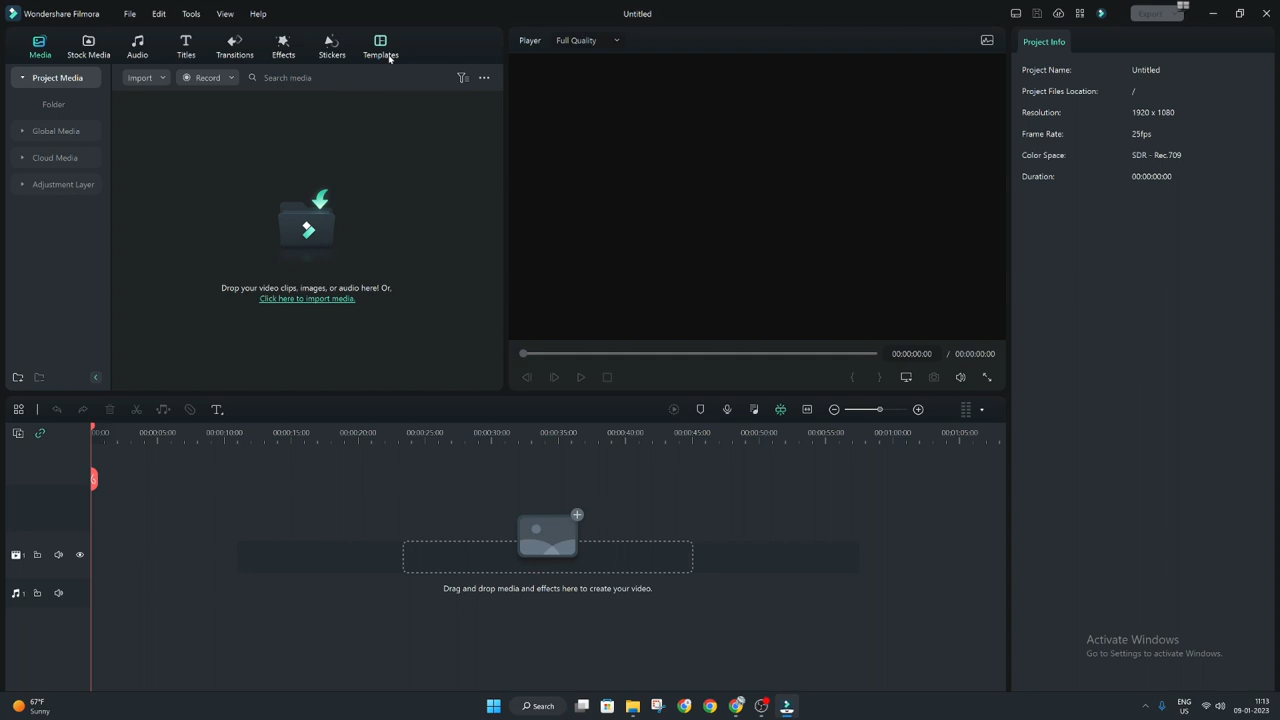 Wondershare Filmora File Edit Tools View Help Untitled Export
Media Stock Media Audio Titles Transitions Effects Stickers Templates
Player Full Quality
Project Info
Project Media
Import Record Search media
Folder
Global Media
Cloud Media
Adjustment Layer
Drop your video clips, images, or audio here! Or,
Click here to import media.
Project Name: Untitled
Project Files Location: /
Resolution: 1920 x 1080
Frame Rate: 25fps
Color Space: SDR - Rec.709
Duration: 00:00:00:00
00:00:00:00 / 00:00:00:00
00:00 00:00:05:00 00:00:10:00 00:00:15:00 00:00:20:00 00:00:25:00 00:00:30:00 00:00:35:00 00:00:40:00 00:00:45:00 00:00:50:00 00:00:55:00 00:01:00:00 00:01:05:00
1
Drag and drop media and effects here to create your video.
1
Activate Windows
Go to Settings to activate Windows.
67°F
Sunny
Search
ENG
US
11:13
09-01-2023